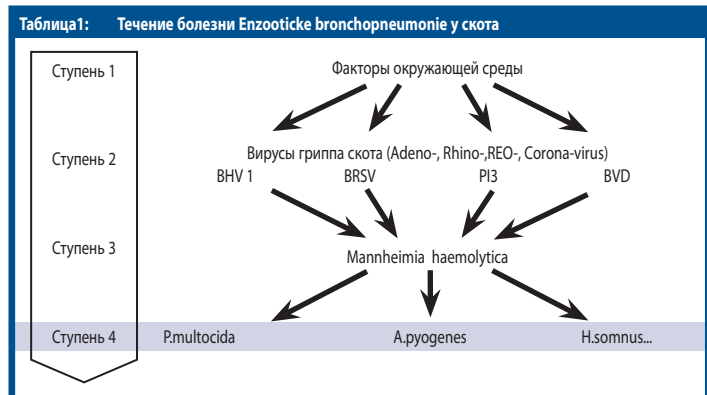 Таблица1: Течение болезни Enzooticke bronchopneumonie у скота
Ступень 1 Факторы окружающей среды
Ступень 2 Вирусы гриппа скота (Adeno-, Rhino-,REO-, Corona-virus)
BHV 1 BRSV PI3 BVD
Ступень 3 Mannheimia haemolytica
Ступень 4 P.multocida A.pyogenes H.somnus...